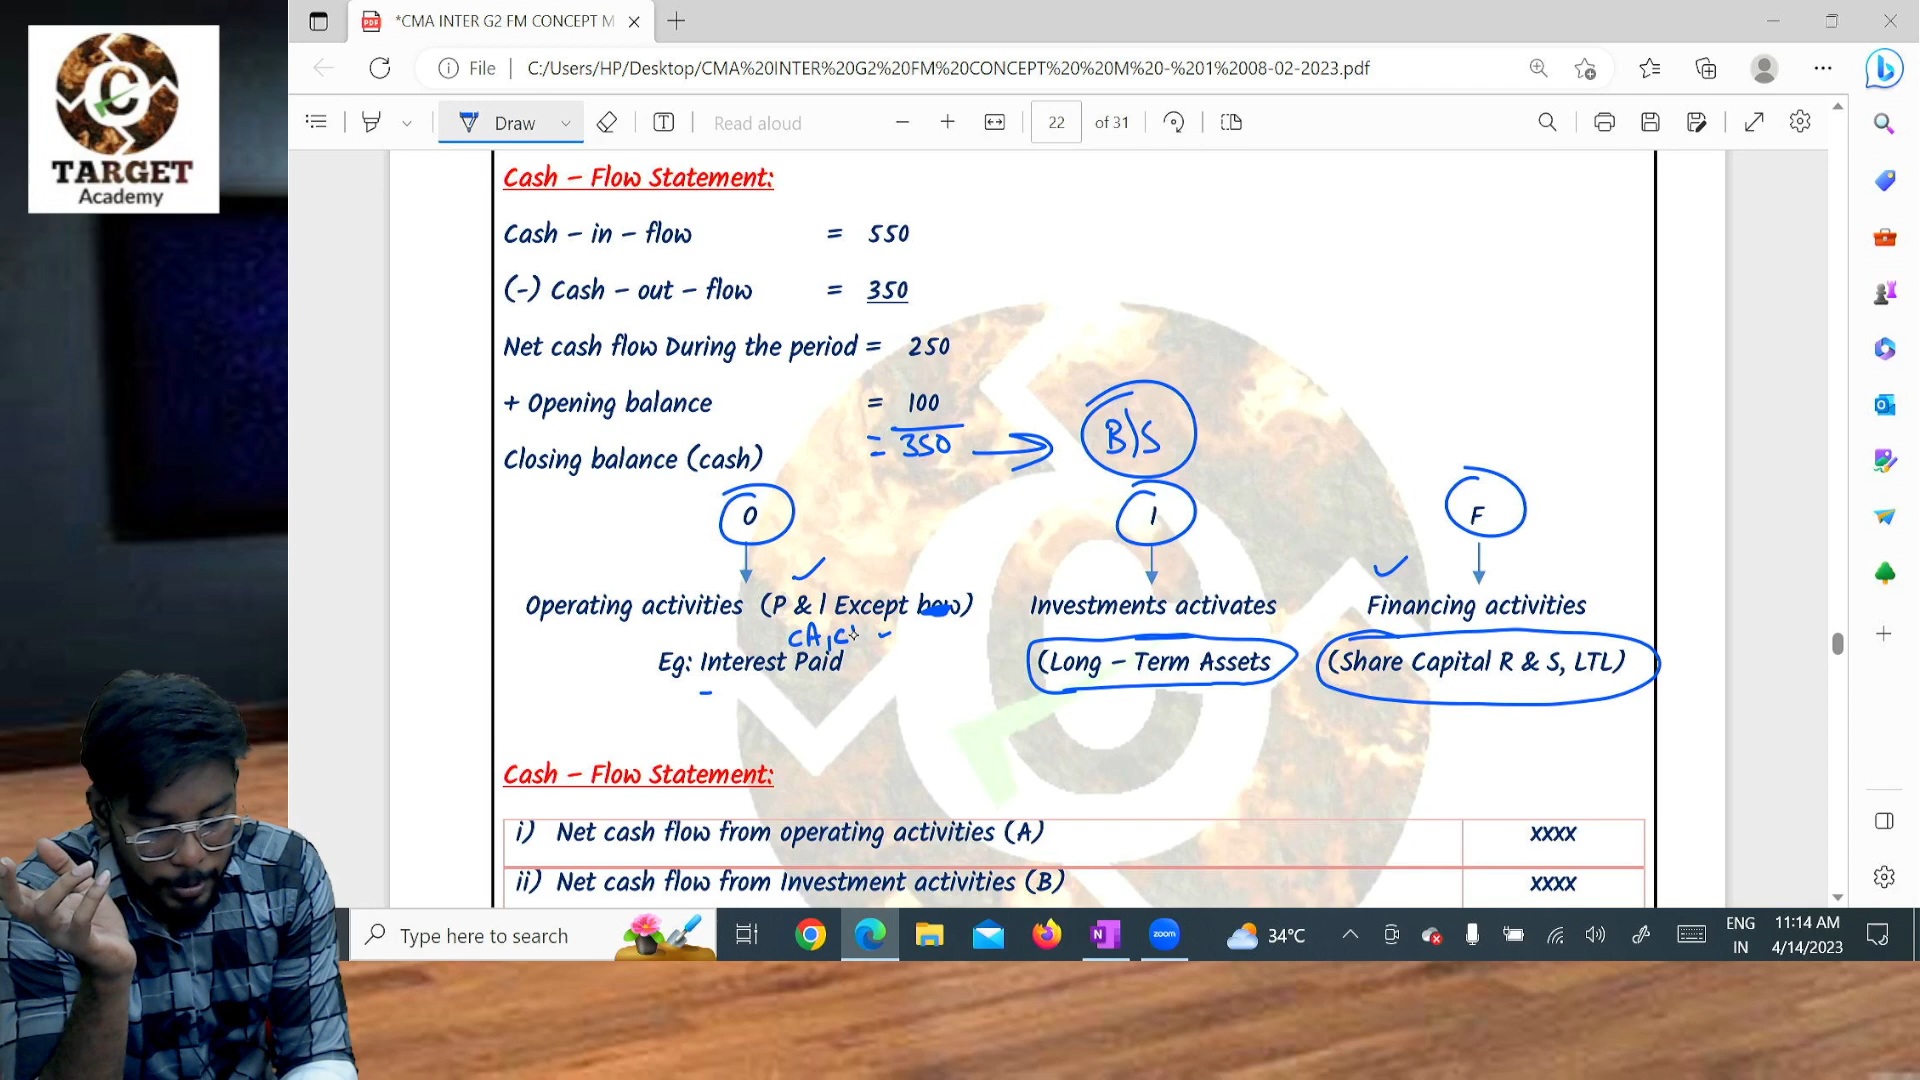 *CMA INTER G2 FM CONCEPT M
File
C:/Users/HP/Desktop/CMA%20INTER%20G2%20FM%20CONCEPT%20%20M%20-%201%2008-02-2023.pdf
Draw
Read aloud
22 of 31
C
TARGET
Academy
Cash – Flow Statement:
Cash – in – flow = 550
(-) Cash – out – flow = 350
Net cash flow During the period = 250
+ Opening balance = 100
Closing balance (cash) = 350 B/S
O I F
Operating activities (P & l Except Investments activates Financing activities
CA, C
Eg: Interest Paid (Long – Term Assets (Share Capital R & S, LTL)
Cash – Flow Statement:
i) Net cash flow from operating activities (A) XXXX
ii) Net cash flow from Investment activities (B) XXXX
Type here to search
zoom
34°C
ENG
IN
11:14 AM
4/14/2023